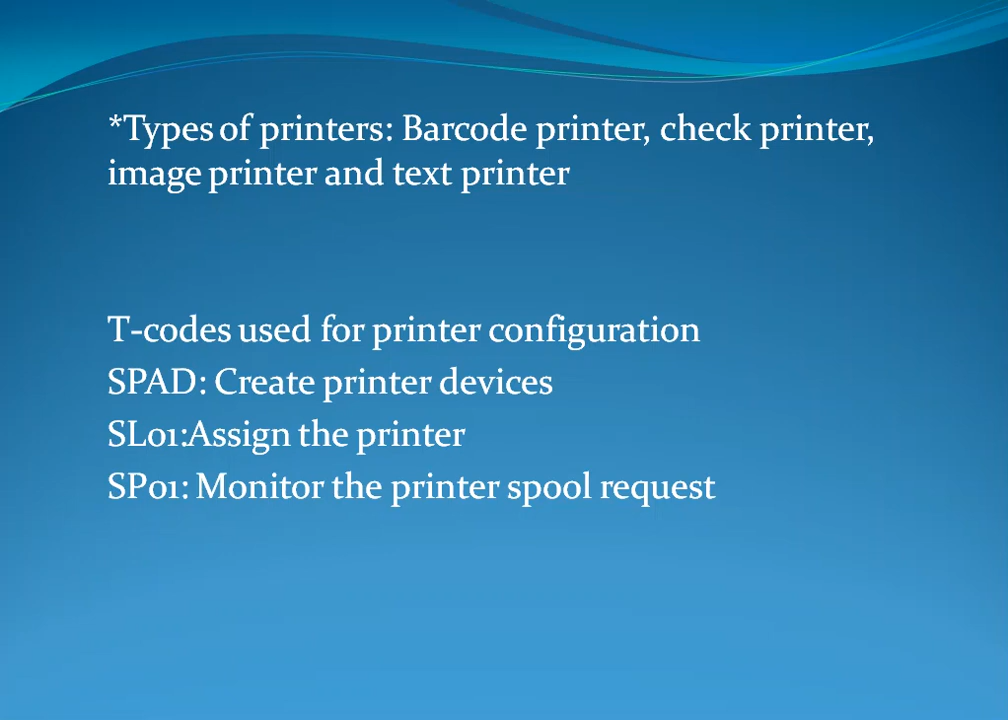 *Types of printers: Barcode printer, check printer,
image printer and text printer
T-codes used for printer configuration
SPAD: Create printer devices
SL01:Assign the printer
SP01: Monitor the printer spool request